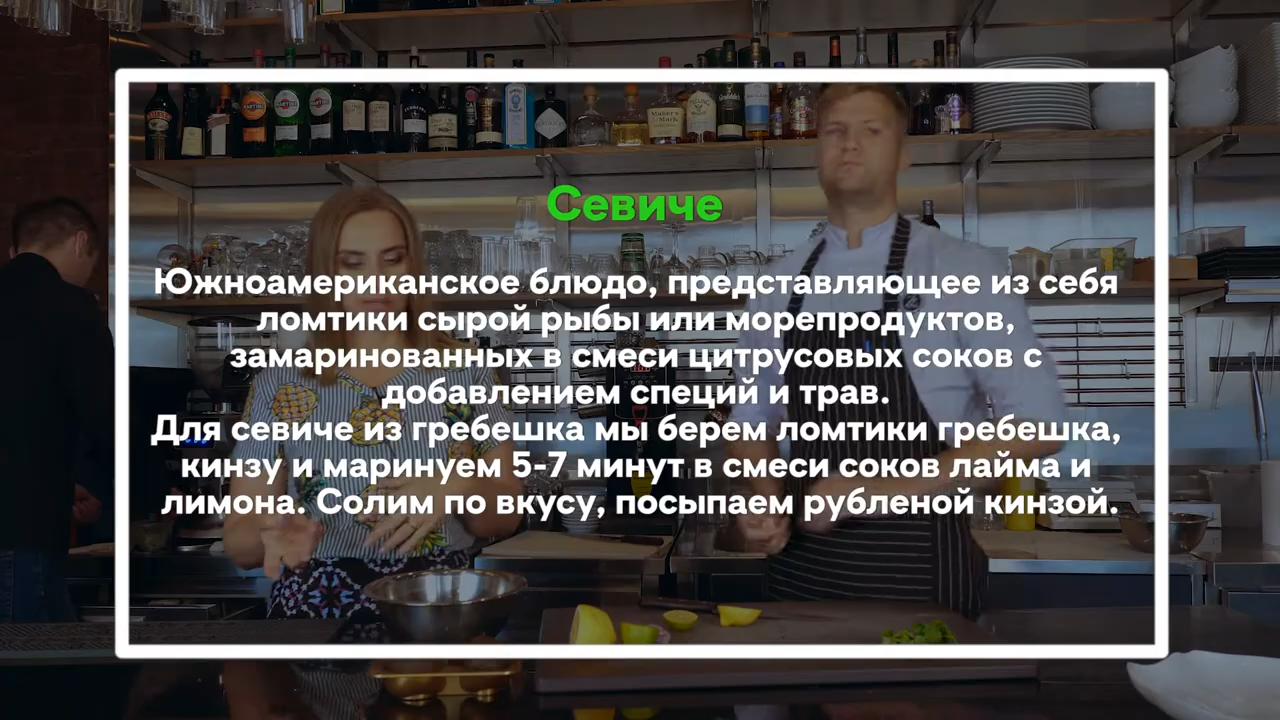 Севиче
Южноамериканское блюдо, представляющее из себя
ломтики сырой рыбы или морепродуктов,
замаринованных в смеси цитрусовых соков с
добавлением специй и трав.
Для севиче из гребешка мы берем ломтики гребешка,
кинзу и маринуем 5-7 минут в смеси соков лайма и
лимона. Солим по вкусу, посыпаем рубленой кинзой.